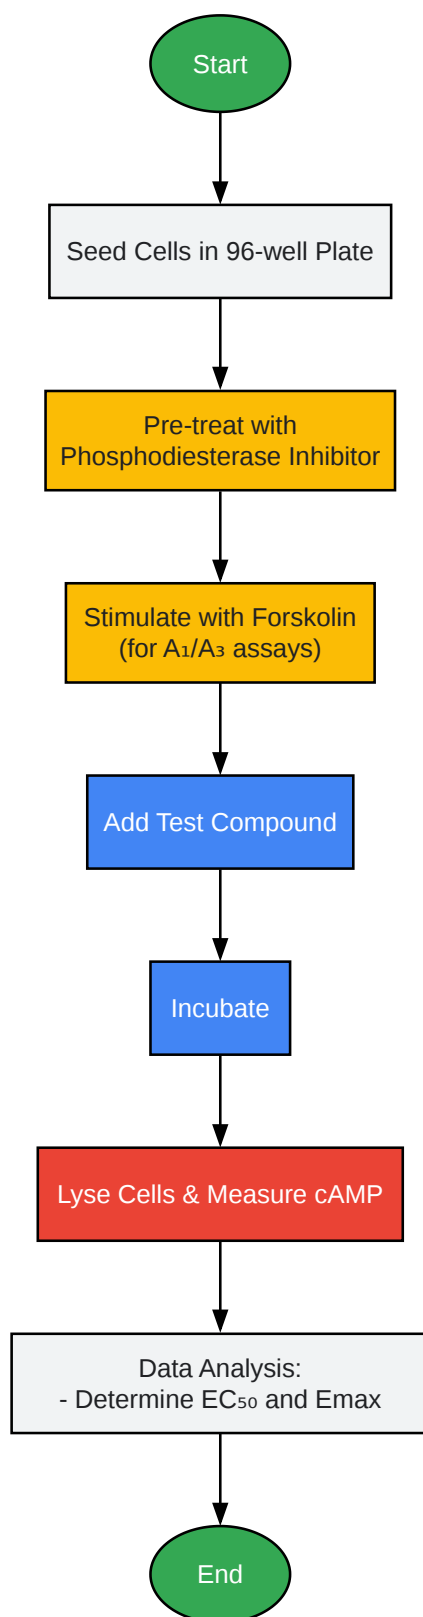 Start
Seed Cells in 96-well Plate
Pre-treat with
Phosphodiesterase Inhibitor
Stimulate with Forskolin
(for A₁/A₃ assays)
Add Test Compound
Incubate
Lyse Cells & Measure cAMP
Data Analysis:
- Determine EC₅₀ and Emax
End